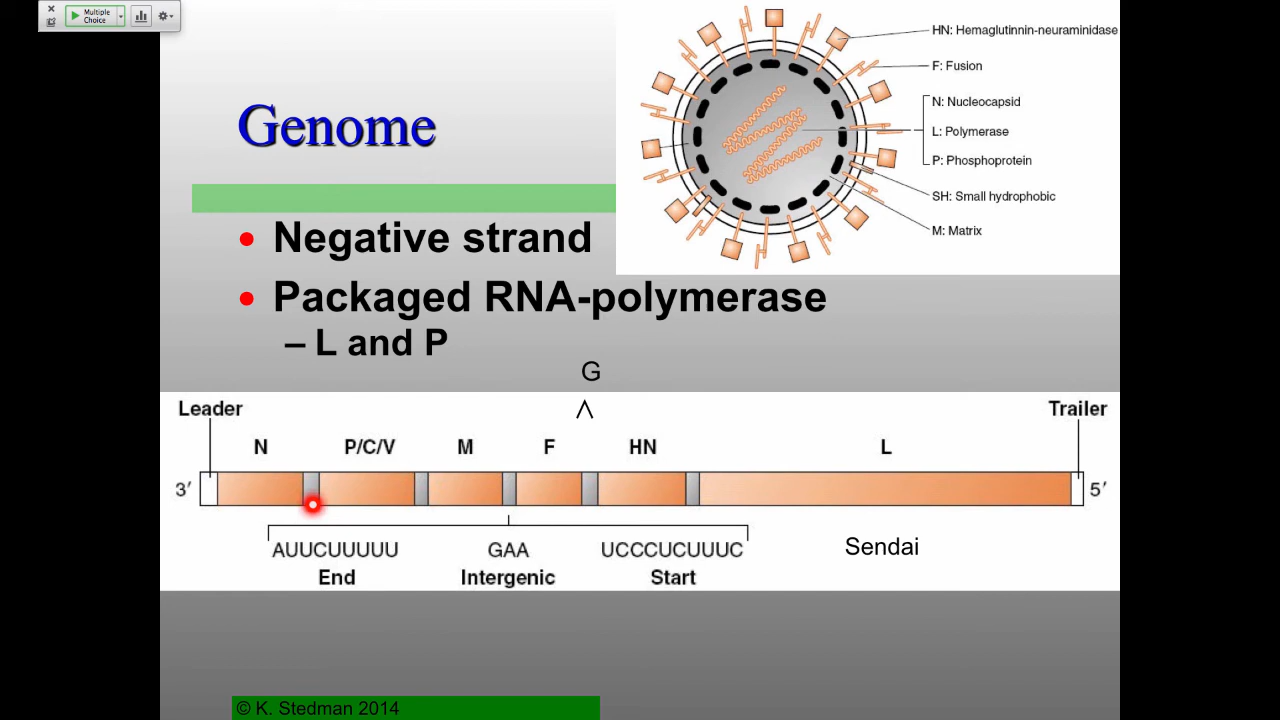 Multiple
Choice
HN: Hemaglutinnin-neuraminidase
F: Fusion
N: Nucleocapsid
L: Polymerase
P: Phosphoprotein
SH: Small hydrophobic
M: Matrix
Genome
• Negative strand
• Packaged RNA-polymerase
– L and P
G
^
Leader Trailer
N P/C/V M F HN L
3′ 5′
AUUCUUUUU GAA UCCCUCUUUC
End Intergenic Start
Sendai
© K. Stedman 2014